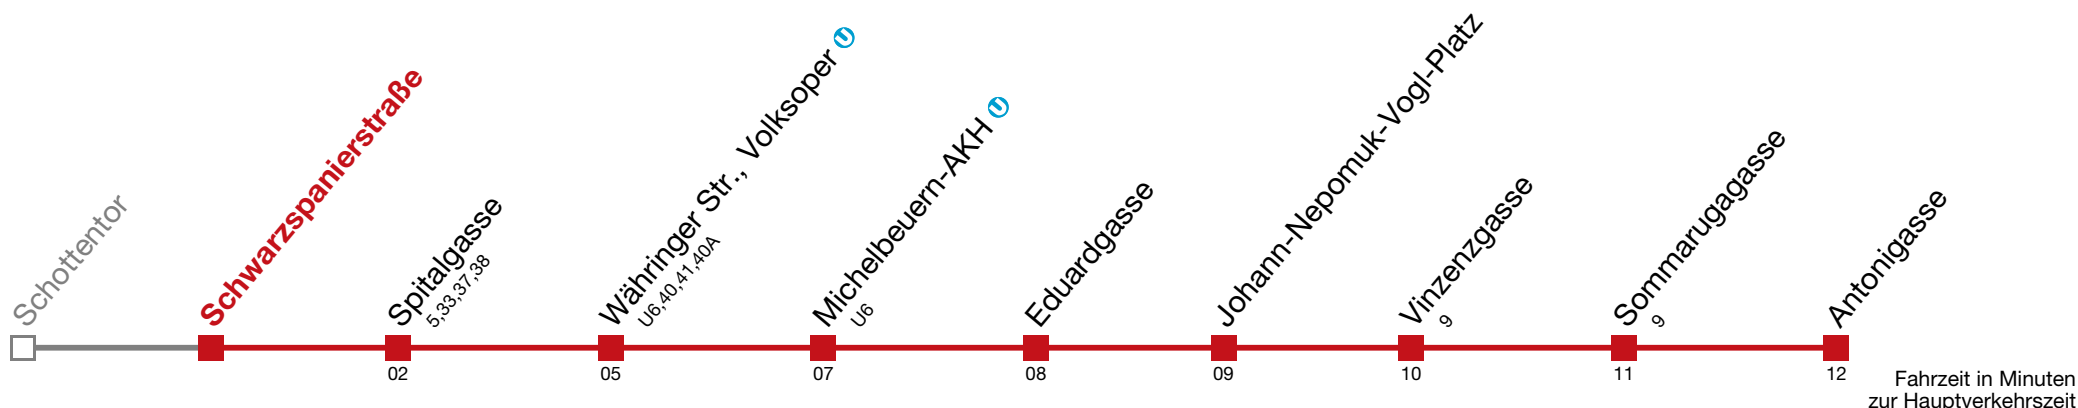 Schottentor
Schwarzspanierstraße
Spitalgasse
5,33,37,38
Währinger Str., Volksoper U
U6,40,41,40A
Michelbeuern-AKH U
U6
Eduardgasse
Johann-Nepomuk-Vogl-Platz
Vinzenzgasse
9
Sommarugagasse
9
Antonigasse
02 05 07 08 09 10 11 12
Fahrzeit in Minuten
zur Hauptverkehrszeit